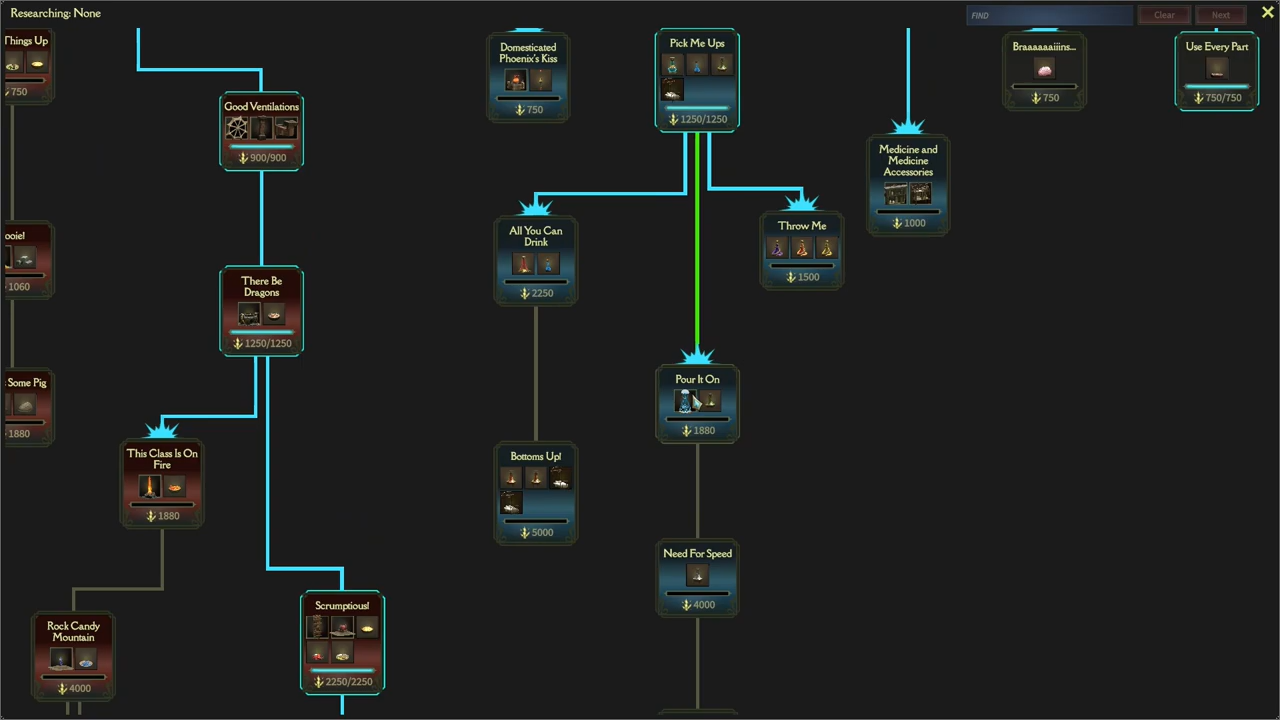 Researching: None
FIND
Clear
Next
Things Up
750
Good Ventilations
900/900
Domesticated
Phoenix's Kiss
750
Pick Me Ups
1250/1250
Medicine and
Medicine
Accessories
1000
Braaaaaaiiins...
750
Use Every Part
750/750
ooie!
1060
There Be
Dragons
1250/1250
All You Can
Drink
2250
Throw Me
1500
Some Pig
1880
Pour It On
1880
This Class Is On
Fire
1880
Bottoms Up!
5000
Need For Speed
4000
Rock Candy
Mountain
4000
Scrumptious!
2250/2250